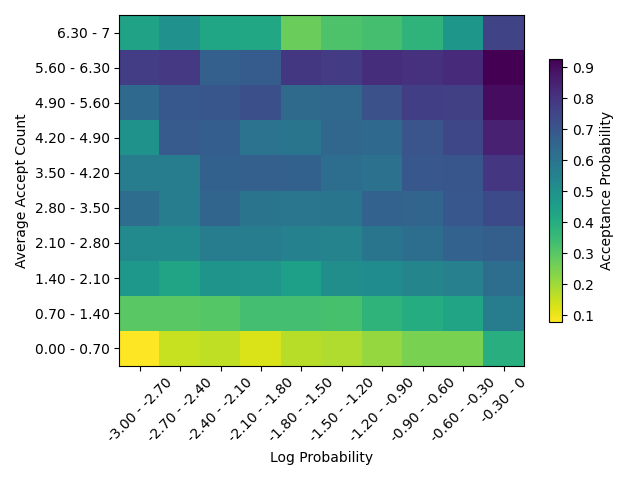 6.30 - 7
5.60 - 6.30
4.90 - 5.60
4.20 - 4.90
3.50 - 4.20
2.80 - 3.50
2.10 - 2.80
1.40 - 2.10
0.70 - 1.40
0.00 - 0.70
Average Accept Count
-3.00 - -2.70
-2.70 - -2.40
-2.40 - -2.10
-2.10 - -1.80
-1.80 - -1.50
-1.50 - -1.20
-1.20 - -0.90
-0.90 - -0.60
-0.60 - -0.30
-0.30 - 0
Log Probability
0.9
0.8
0.7
0.6
0.5
0.4
0.3
0.2
0.1
Acceptance Probability